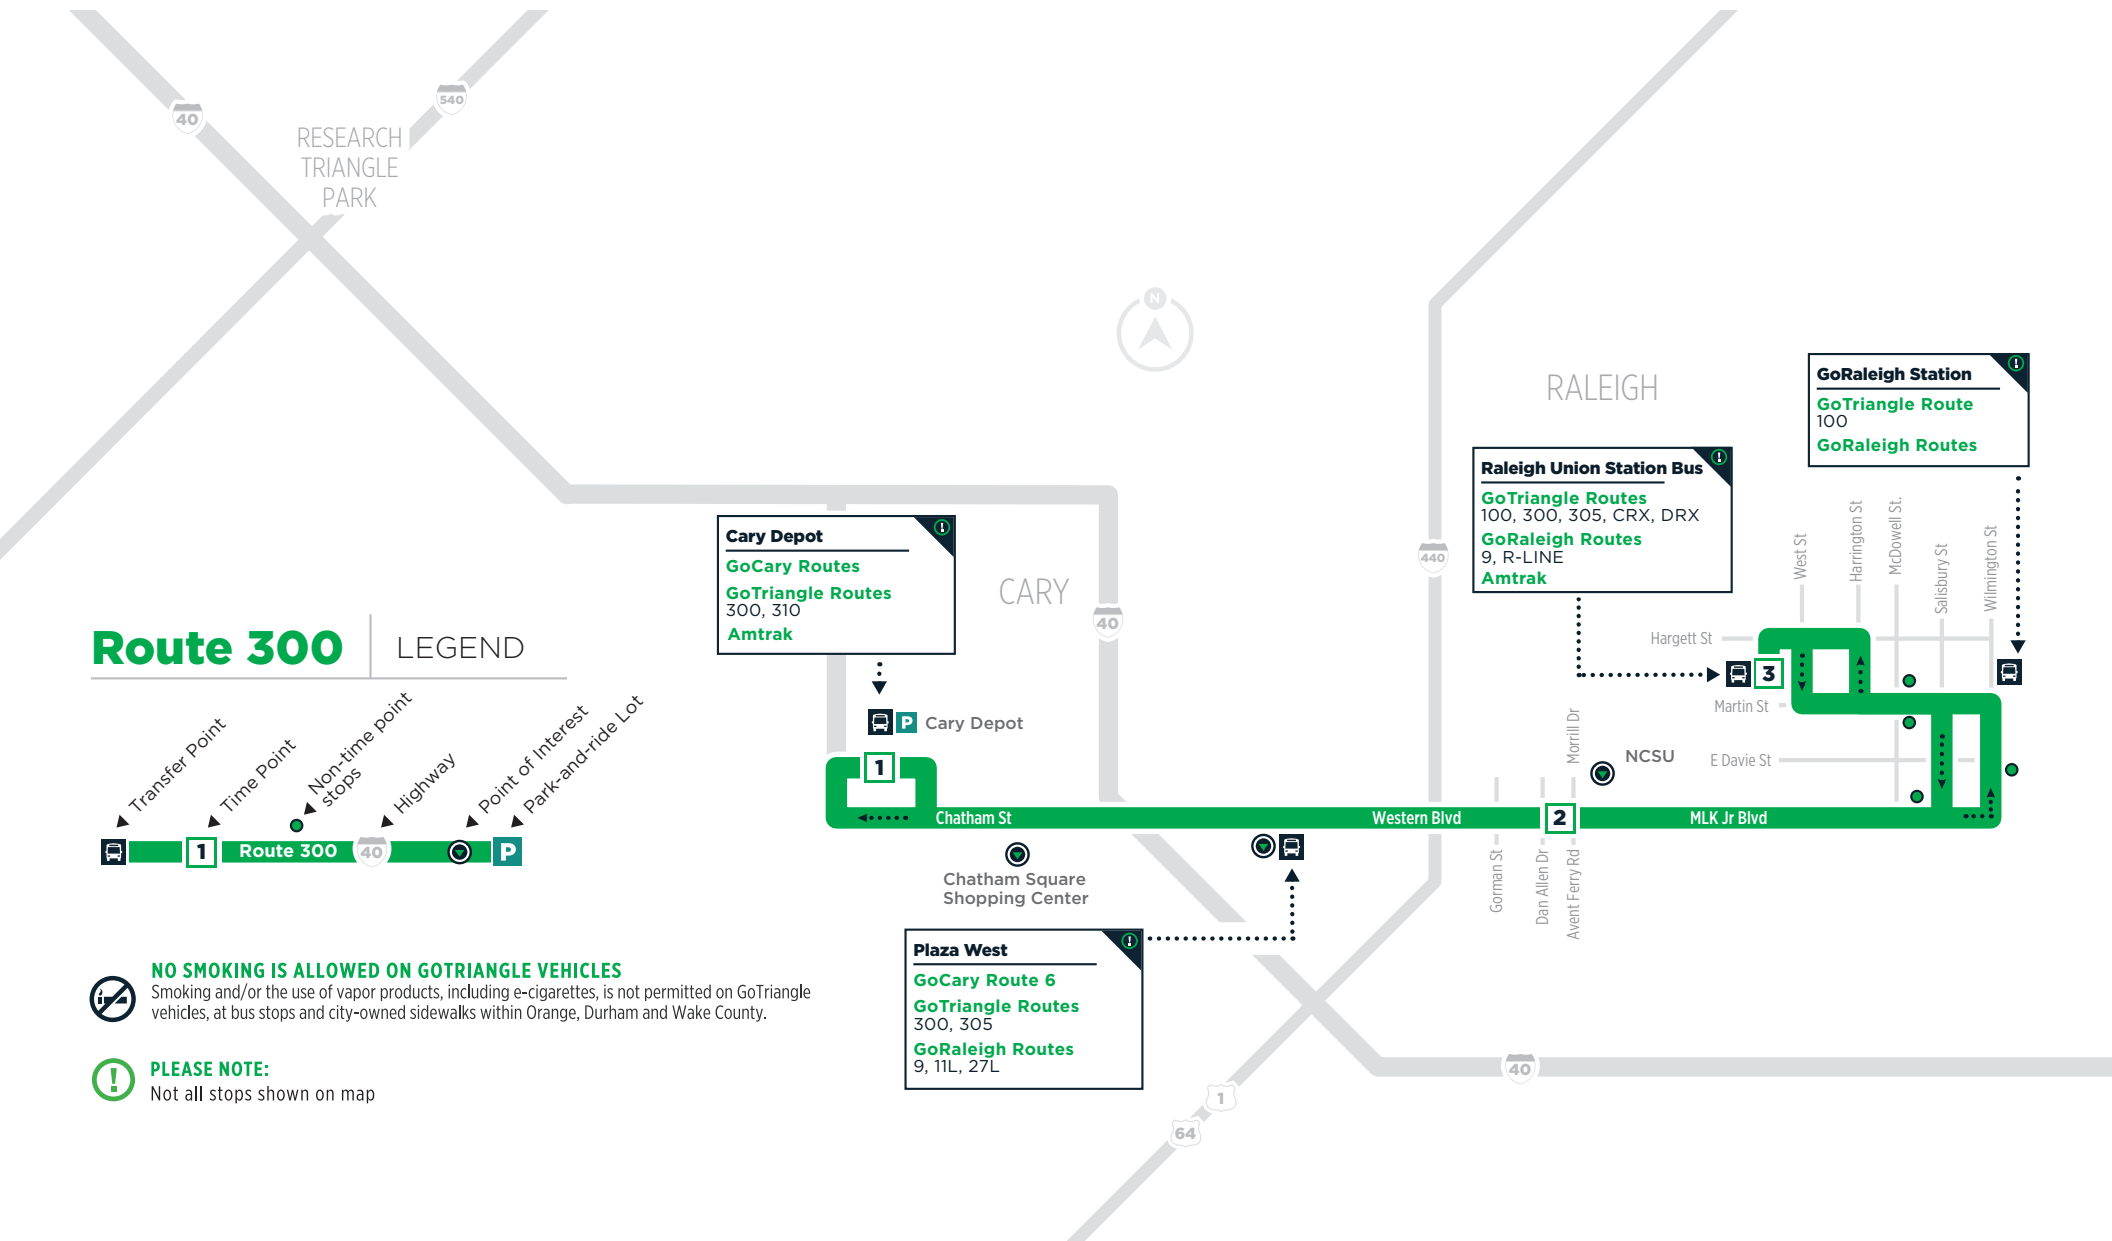 40
540
RESEARCH
TRIANGLE
PARK
N
RALEIGH
GoRaleigh Station
GoTriangle Route
100
GoRaleigh Routes
Raleigh Union Station Bus
GoTriangle Routes
100, 300, 305, CRX, DRX
GoRaleigh Routes
9, R-LINE
Amtrak
440
West St
Harrington St
McDowell St.
Salisbury St
Wilmington St
Cary Depot
GoCary Routes
GoTriangle Routes
300, 310
Amtrak
CARY
40
Hargett St
3
Martin St
E Davie St
Route 300
LEGEND
Transfer Point
Time Point
Non-time point
stops
Highway
Point of Interest
Park-and-ride Lot
1
Route 300
40
P
P
Cary Depot
1
Morrill Dr
NCSU
Chatham St
Western Blvd
2
MLK Jr Blvd
Gorman St
Dan Allen Dr
Avent Ferry Rd
Chatham Square
Shopping Center
Plaza West
GoCary Route 6
GoTriangle Routes
300, 305
GoRaleigh Routes
9, 11L, 27L
NO SMOKING IS ALLOWED ON GOTRIANGLE VEHICLES
Smoking and/or the use of vapor products, including e-cigarettes, is not permitted on GoTriangle
vehicles, at bus stops and city-owned sidewalks within Orange, Durham and Wake County.
PLEASE NOTE:
Not all stops shown on map
40
1
64